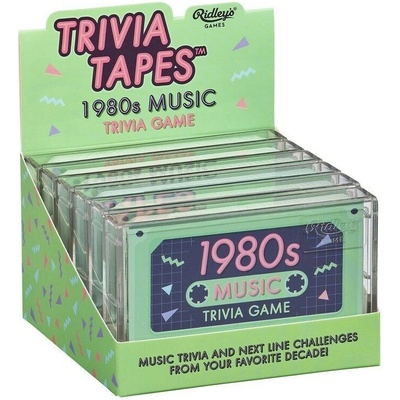 TRIVIA
TAPES™
Ridley's
GAMES
1980s MUSIC
TRIVIA GAME
1980s
MUSIC
TRIVIA GAME
MUSIC TRIVIA AND NEXT LINE CHALLENGES
FROM YOUR FAVORITE DECADE!